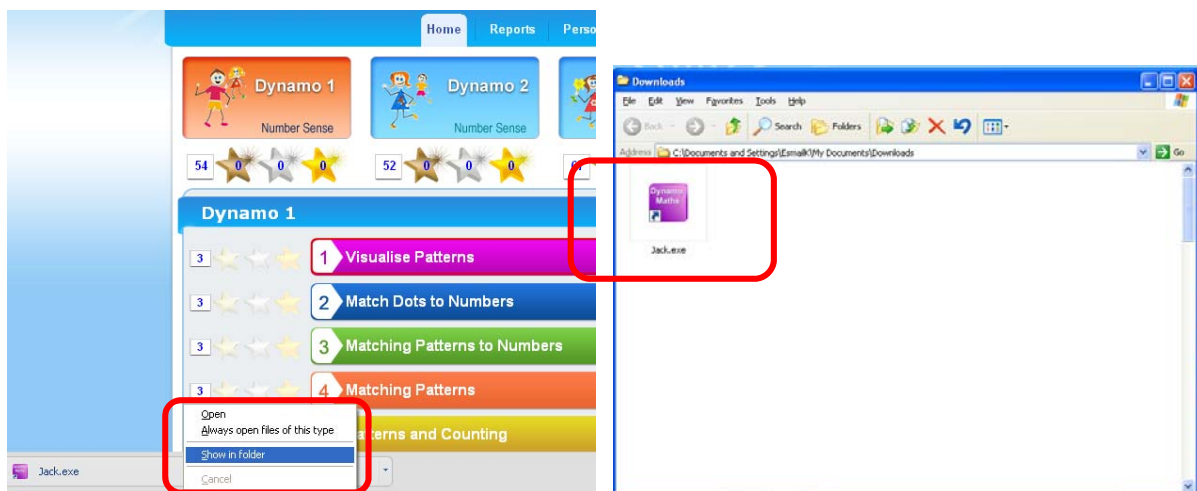 Home Reports
Dynamo 1
Number Sense
Dynamo 2
Number Sense
54 0 0 0
52 0 0 0
Dynamo 1
3 1 Visualise Patterns
3 2 Match Dots to Numbers
3 3 Matching Patterns to Numbers
3 4 Matching Patterns
and Counting
Open
Always open files of this type
Show in folder
Cancel
Jack.exe
Downloads
File Edit View Favorites Tools Help
Back Search Folders
Address C:\Documents and Settings\EsmailK\My Documents\Downloads Go
Dynamo
Maths
Jack.exe